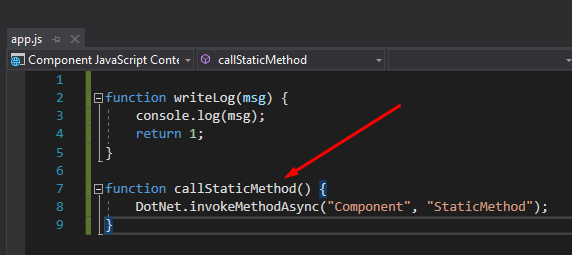 app.js
Component JavaScript Conte
callStaticMethod
1
2 function writeLog(msg) {
3 console.log(msg);
4 return 1;
5 }
6
7 function callStaticMethod() {
8 DotNet.invokeMethodAsync("Component", "StaticMethod");
9 }